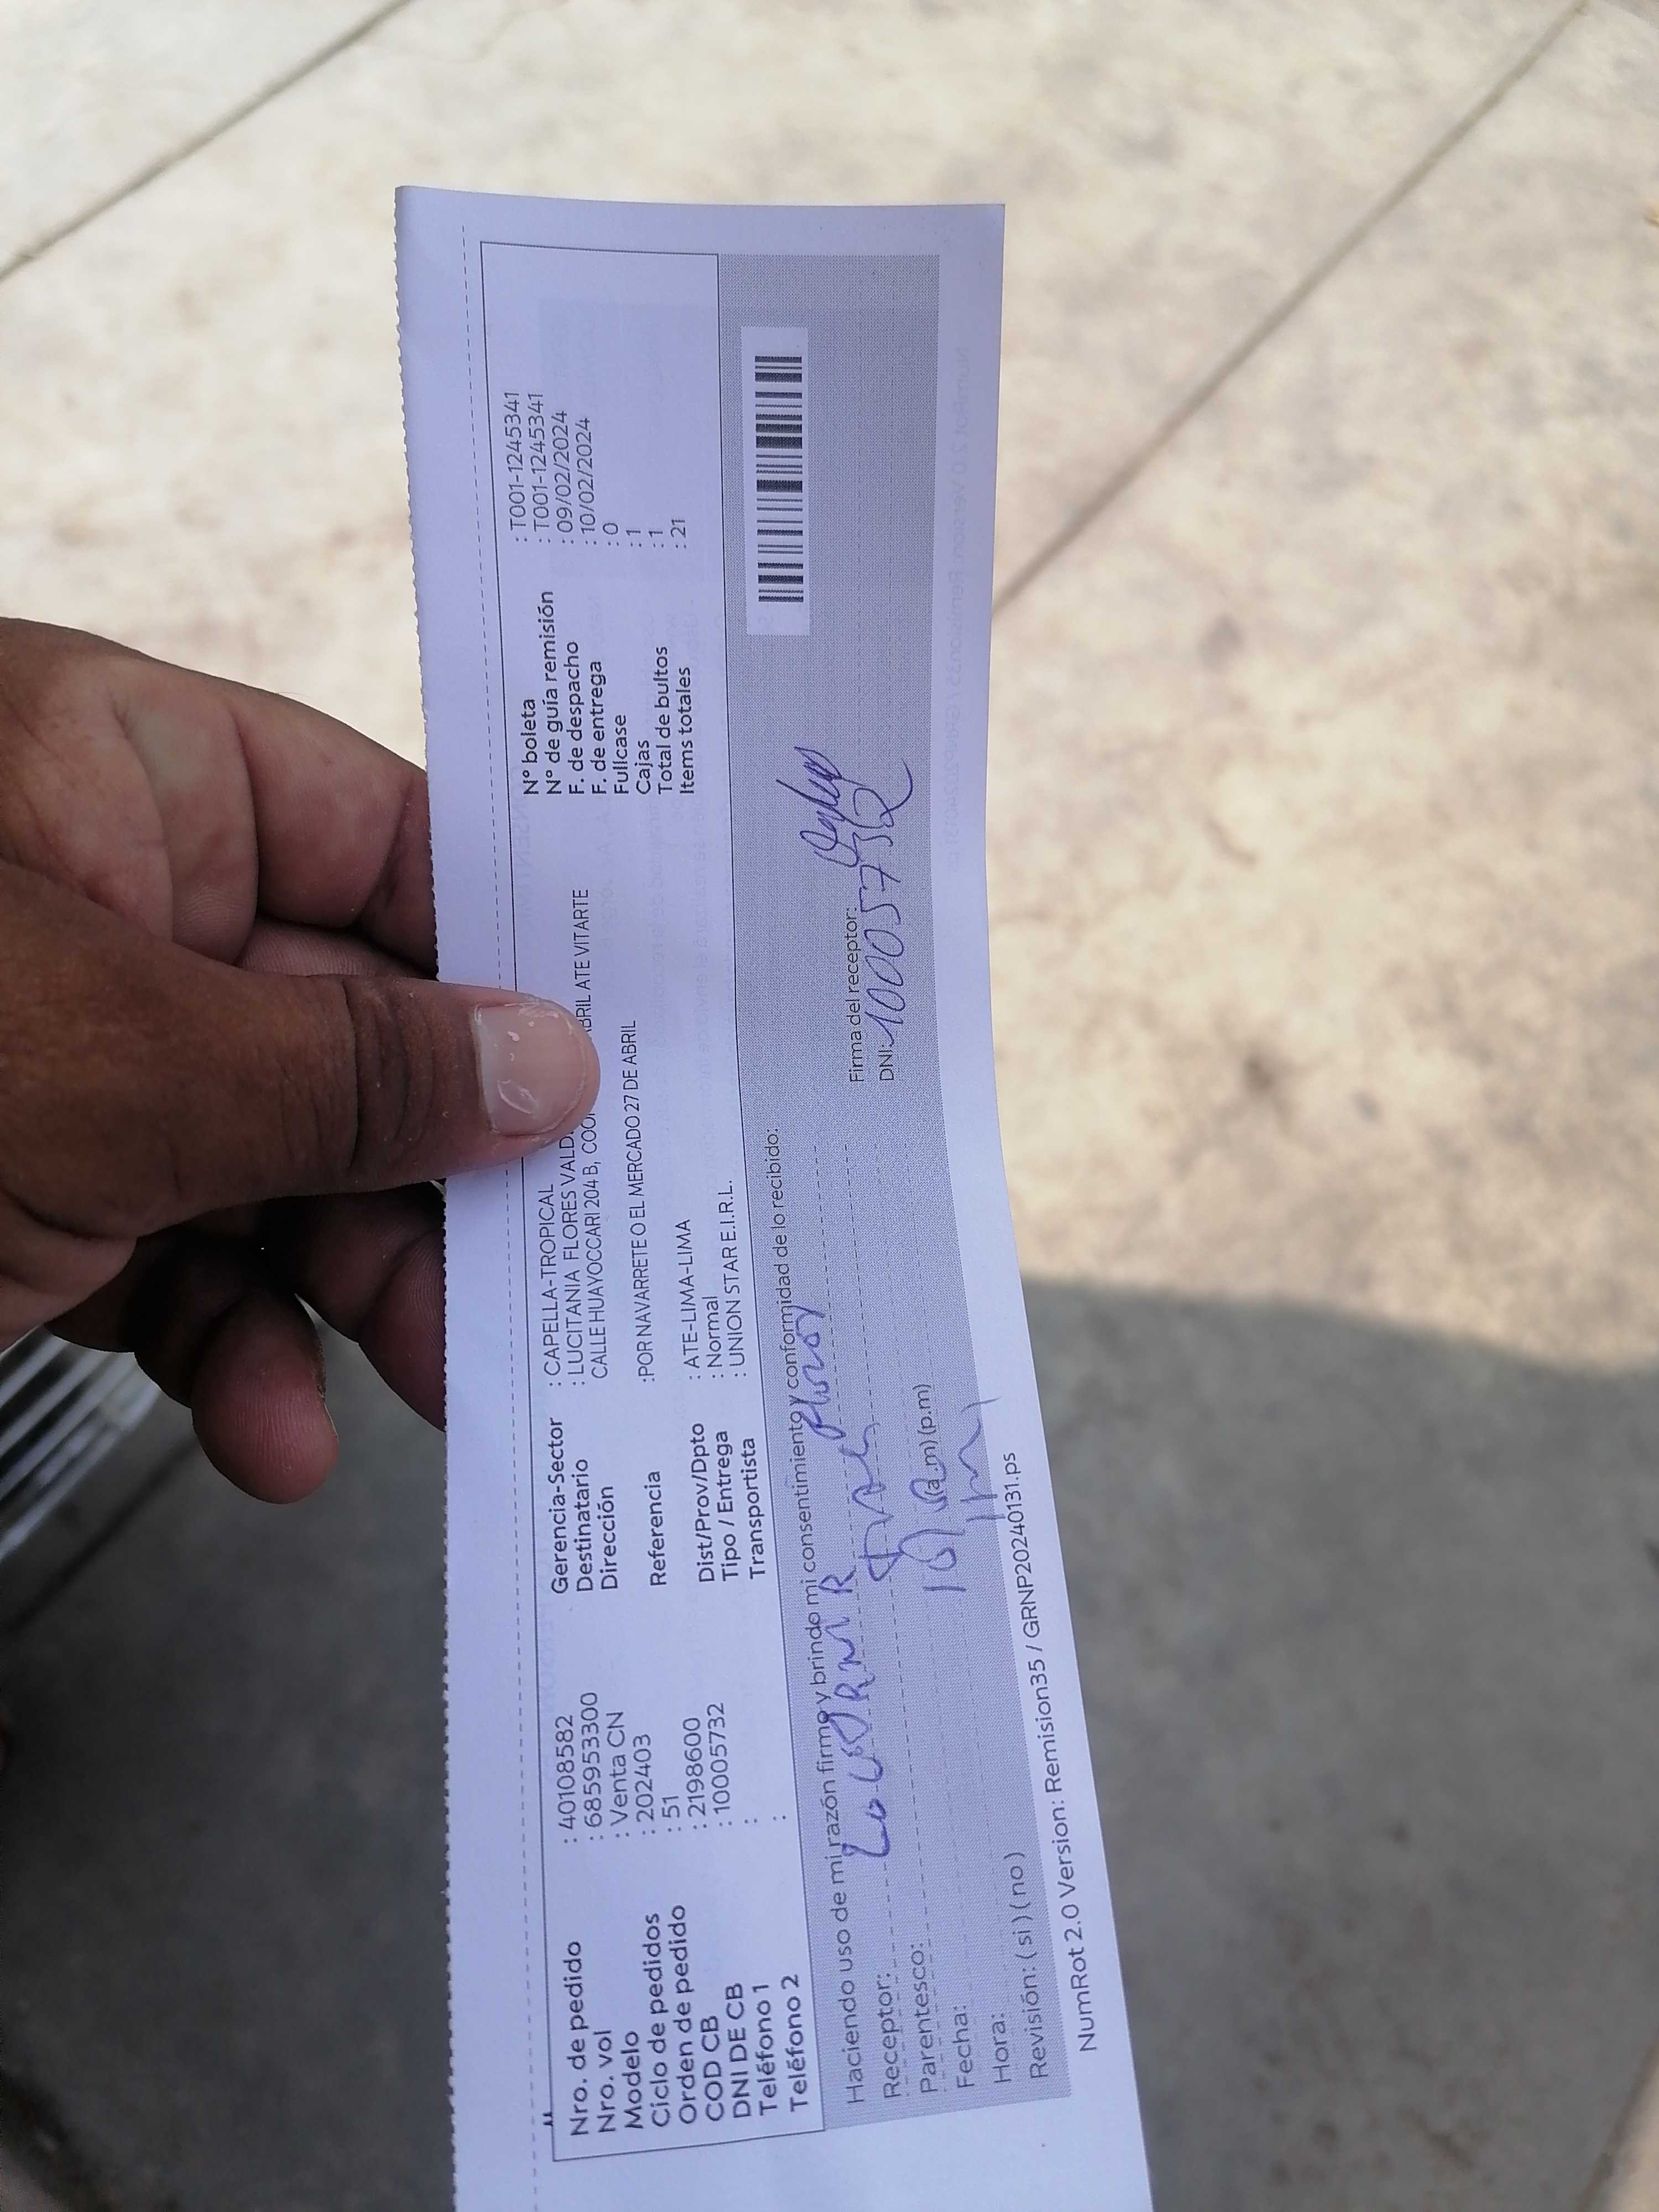 Nro. de pedido : 40108582
Nro. vol : 685953300
Modelo : Venta CN
Ciclo de pedidos : 202403
Orden de pedido : 51
COD CB : 2198600
DNI DE CB : 10005732
Teléfono 1 :
Teléfono 2 :
Gerencia-Sector : CAPELLA-TROPICAL
Destinatario : LUCITANIA FLORES VALD
Dirección CALLE HUAYOCCARI 204 B, COO BRIL ATE VITARTE
Referencia :POR NAVARRETE O EL MERCADO 27 DE ABRIL
Dist/Prov/Dpto : ATE-LIMA-LIMA
Tipo / Entrega : Normal
Transportista : UNION STAR E.I.R.L.
N° boleta : T001-1245341
N° de guía remisión : T001-1245341
F. de despacho : 09/02/2024
F. de entrega : 10/02/2024
Fullcase : 0
Cajas : 1
Total de bultos : 1
Items totales : 21
Haciendo uso de mi razón firmo y brindo mi consentimiento y conformidad de lo recibido:
Receptor: Flores
Parentesco:
Fecha:
Hora: (a.m) (p.m)
Revisión: ( si ) ( no )
Firma del receptor:
DNI: 10005732
NumRot 2.0 Version: Remision35 / GRNP20240131.ps